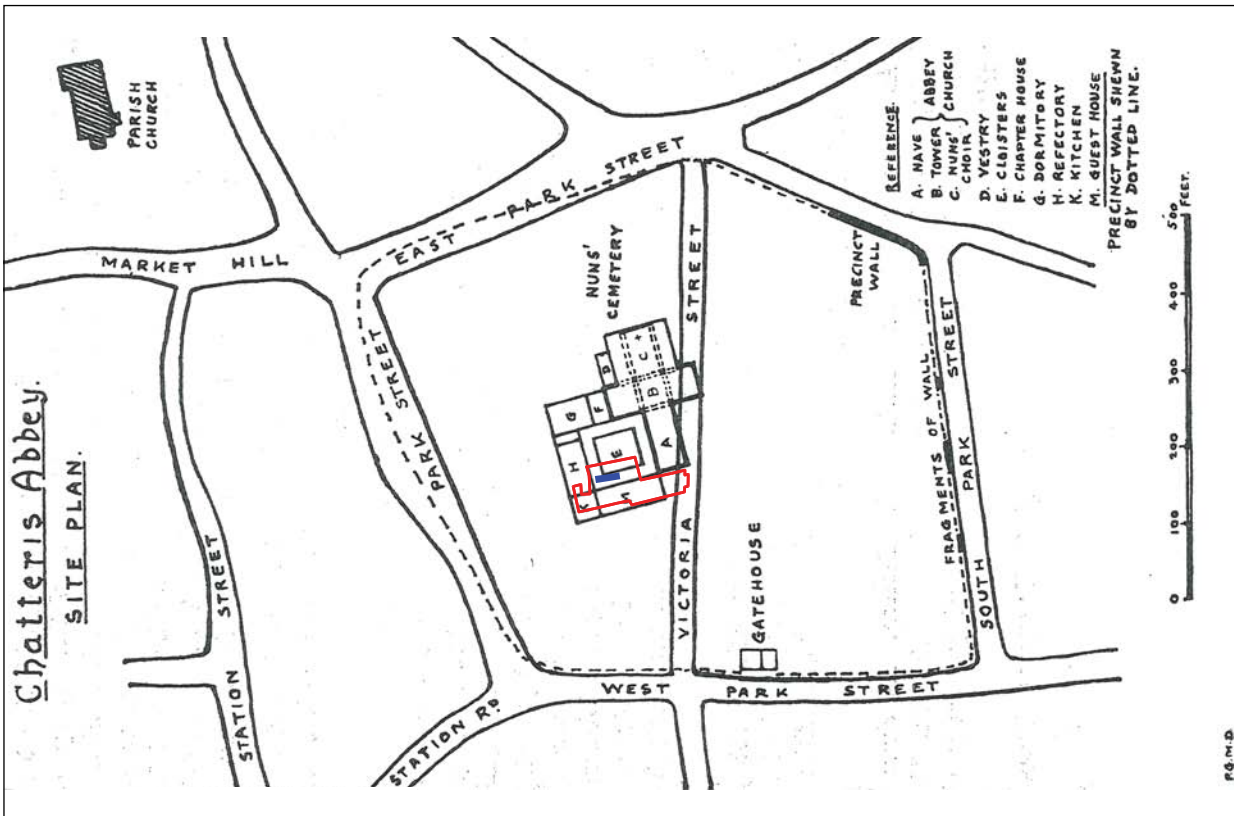 Chatteris Abbey.
SITE PLAN.
PARISH
CHURCH
MARKET HILL
STATION STREET
PARK STREET
EAST PARK STREET
NUNS'
CEMETERY
VICTORIA STREET
STATION RD
WEST PARK STREET
SOUTH PARK STREET
GATEHOUSE
PRECINCT
WALL
FRAGMENTS OF WALL
A
B
C
D
E
F
G
H
K
REFERENCE.
A. NAVE
B. TOWER
C. NUNS'
CHOIR
ABBEY
CHURCH
D. VESTRY
E. CLOISTERS
F. CHAPTER HOUSE
G. DORMITORY
H. REFECTORY
K. KITCHEN
M. GUEST HOUSE
PRECINCT WALL SHEWN
BY DOTTED LINE.
0 100 200 300 400 500 FEET.
P.G.M.D.